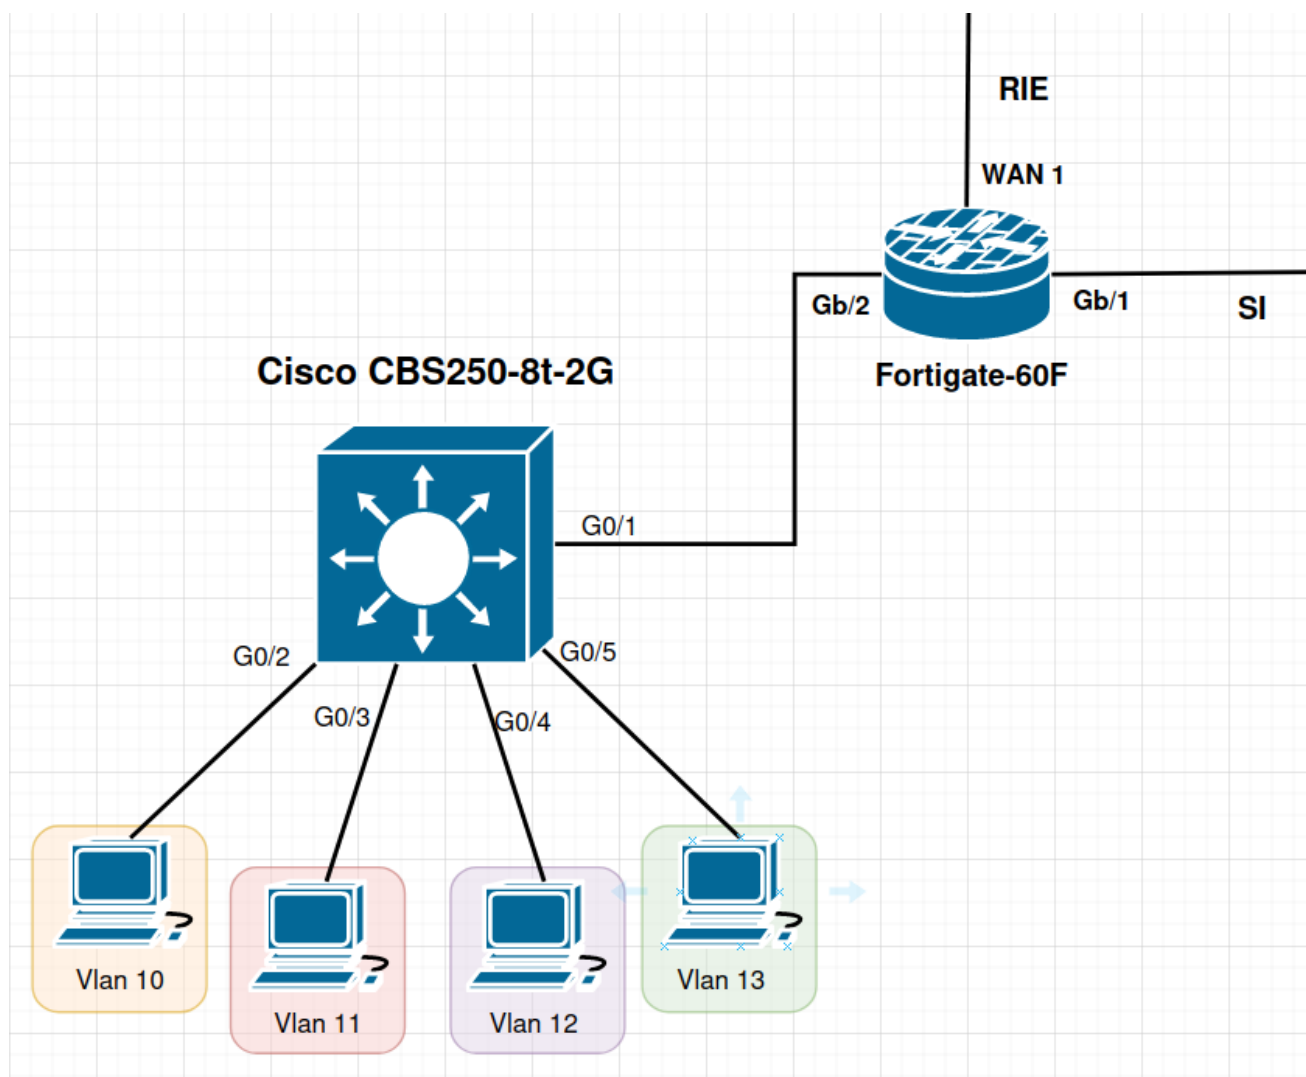 RIE
WAN 1
Gb/2
Gb/1
SI
Fortigate-60F
Cisco CBS250-8t-2G
G0/1
G0/2
G0/5
G0/3
G0/4
Vlan 10
Vlan 13
Vlan 11
Vlan 12